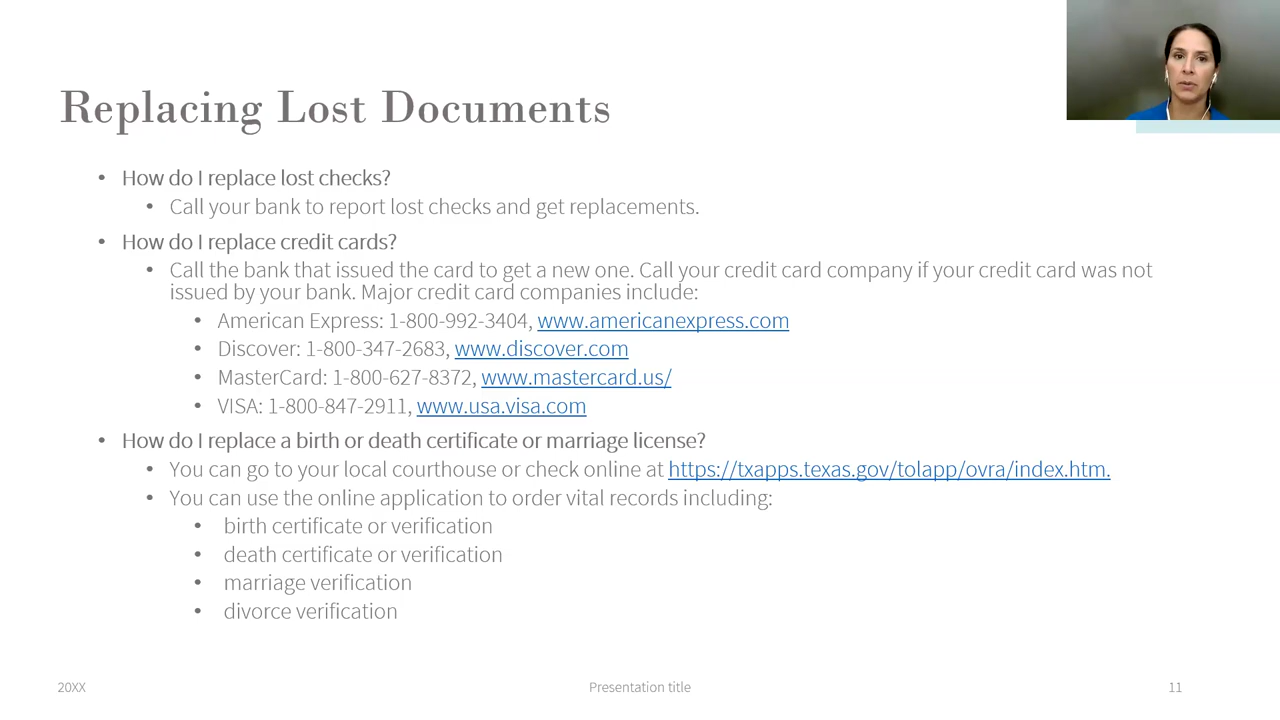 Replacing Lost Documents
• How do I replace lost checks?
• Call your bank to report lost checks and get replacements.
• How do I replace credit cards?
• Call the bank that issued the card to get a new one. Call your credit card company if your credit card was not
issued by your bank. Major credit card companies include:
• American Express: 1-800-992-3404, www.americanexpress.com
• Discover: 1-800-347-2683, www.discover.com
• MasterCard: 1-800-627-8372, www.mastercard.us/
• VISA: 1-800-847-2911, www.usa.visa.com
• How do I replace a birth or death certificate or marriage license?
• You can go to your local courthouse or check online at https://txapps.texas.gov/tolapp/ovra/index.htm.
• You can use the online application to order vital records including:
• birth certificate or verification
• death certificate or verification
• marriage verification
• divorce verification
20XX
Presentation title
11